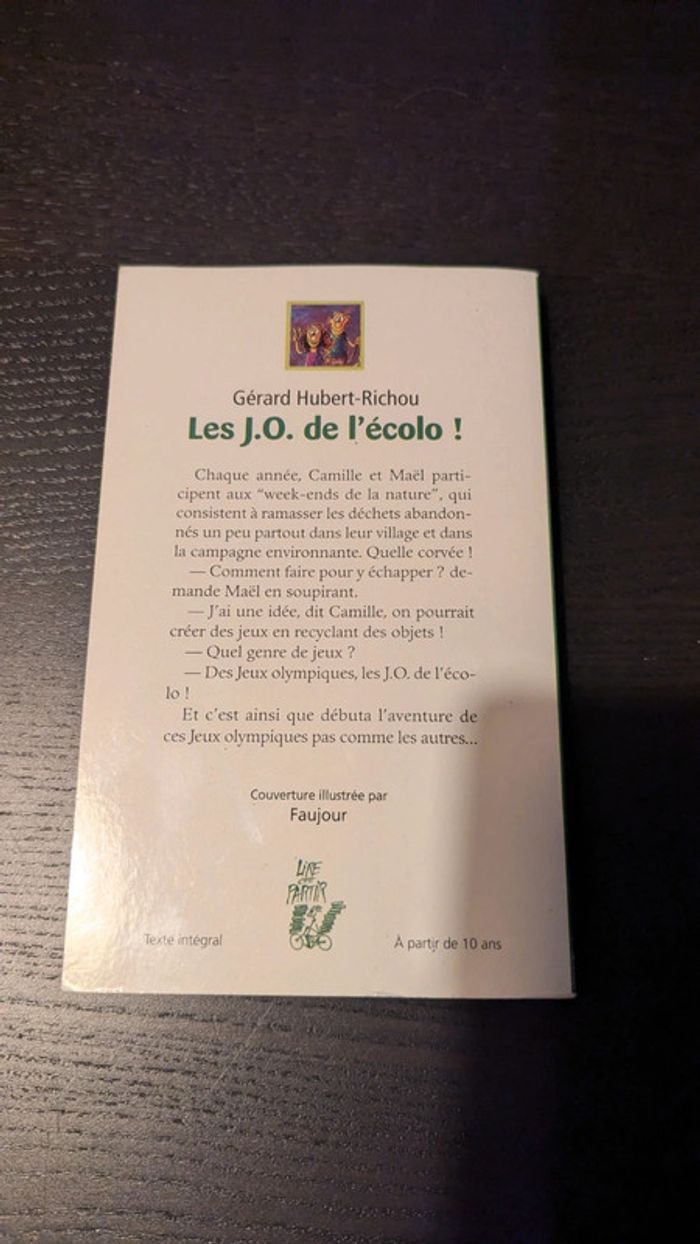 Gérard Hubert-Richou
Les J.O. de l'écolo !
Chaque année, Camille et Maël parti-
cipent aux "week-ends de la nature", qui
consistent à ramasser les déchets abandon-
nés un peu partout dans leur village et dans
la campagne environnante. Quelle corvée !
— Comment faire pour y échapper ? de-
mande Maël en soupirant.
— J'ai une idée, dit Camille, on pourrait
créer des jeux en recyclant des objets !
— Quel genre de jeux ?
— Des Jeux olympiques, les J.O. de l'éco-
lo !
Et c'est ainsi que débuta l'aventure de
ces Jeux olympiques pas comme les autres...
Couverture illustrée par
Faujour
LIRE
PARTIR
Texte intégral
À partir de 10 ans